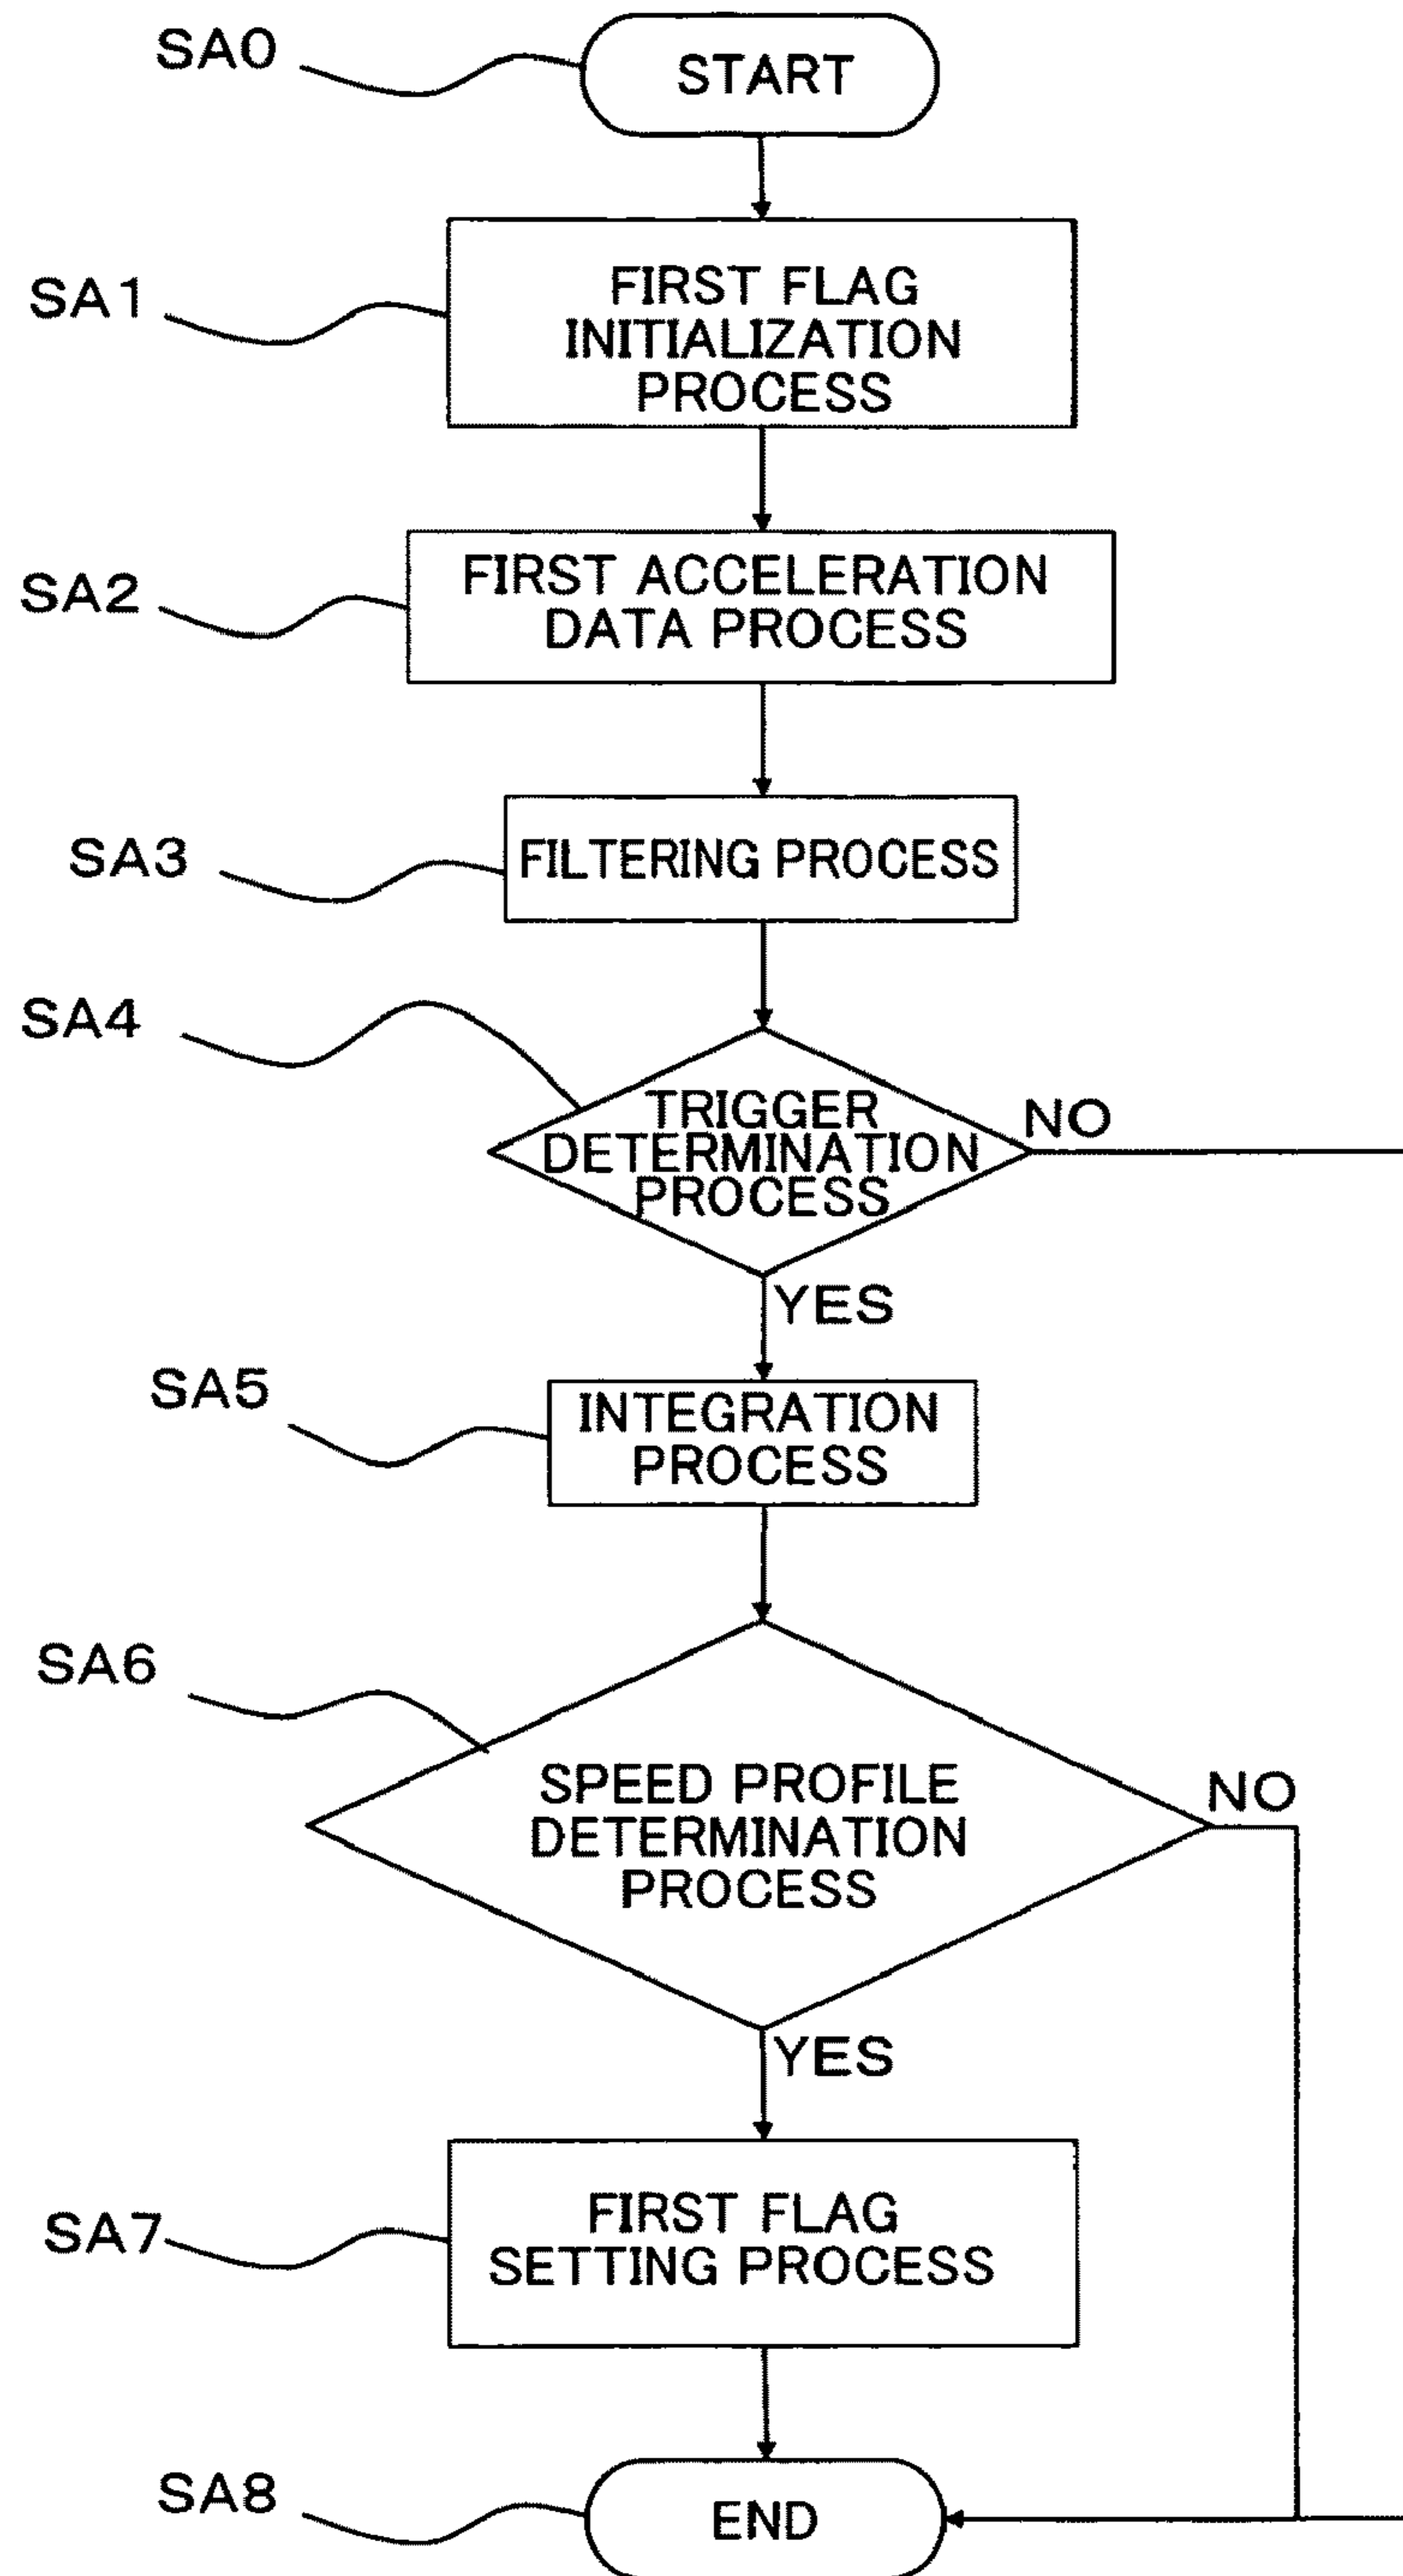 SA0
START
SA1
FIRST FLAG
INITIALIZATION
PROCESS
SA2
FIRST ACCELERATION
DATA PROCESS
SA3
FILTERING PROCESS
SA4
TRIGGER
DETERMINATION
PROCESS
NO
YES
SA5
INTEGRATION
PROCESS
SA6
SPEED PROFILE
DETERMINATION
PROCESS
NO
YES
SA7
FIRST FLAG
SETTING PROCESS
SA8
END